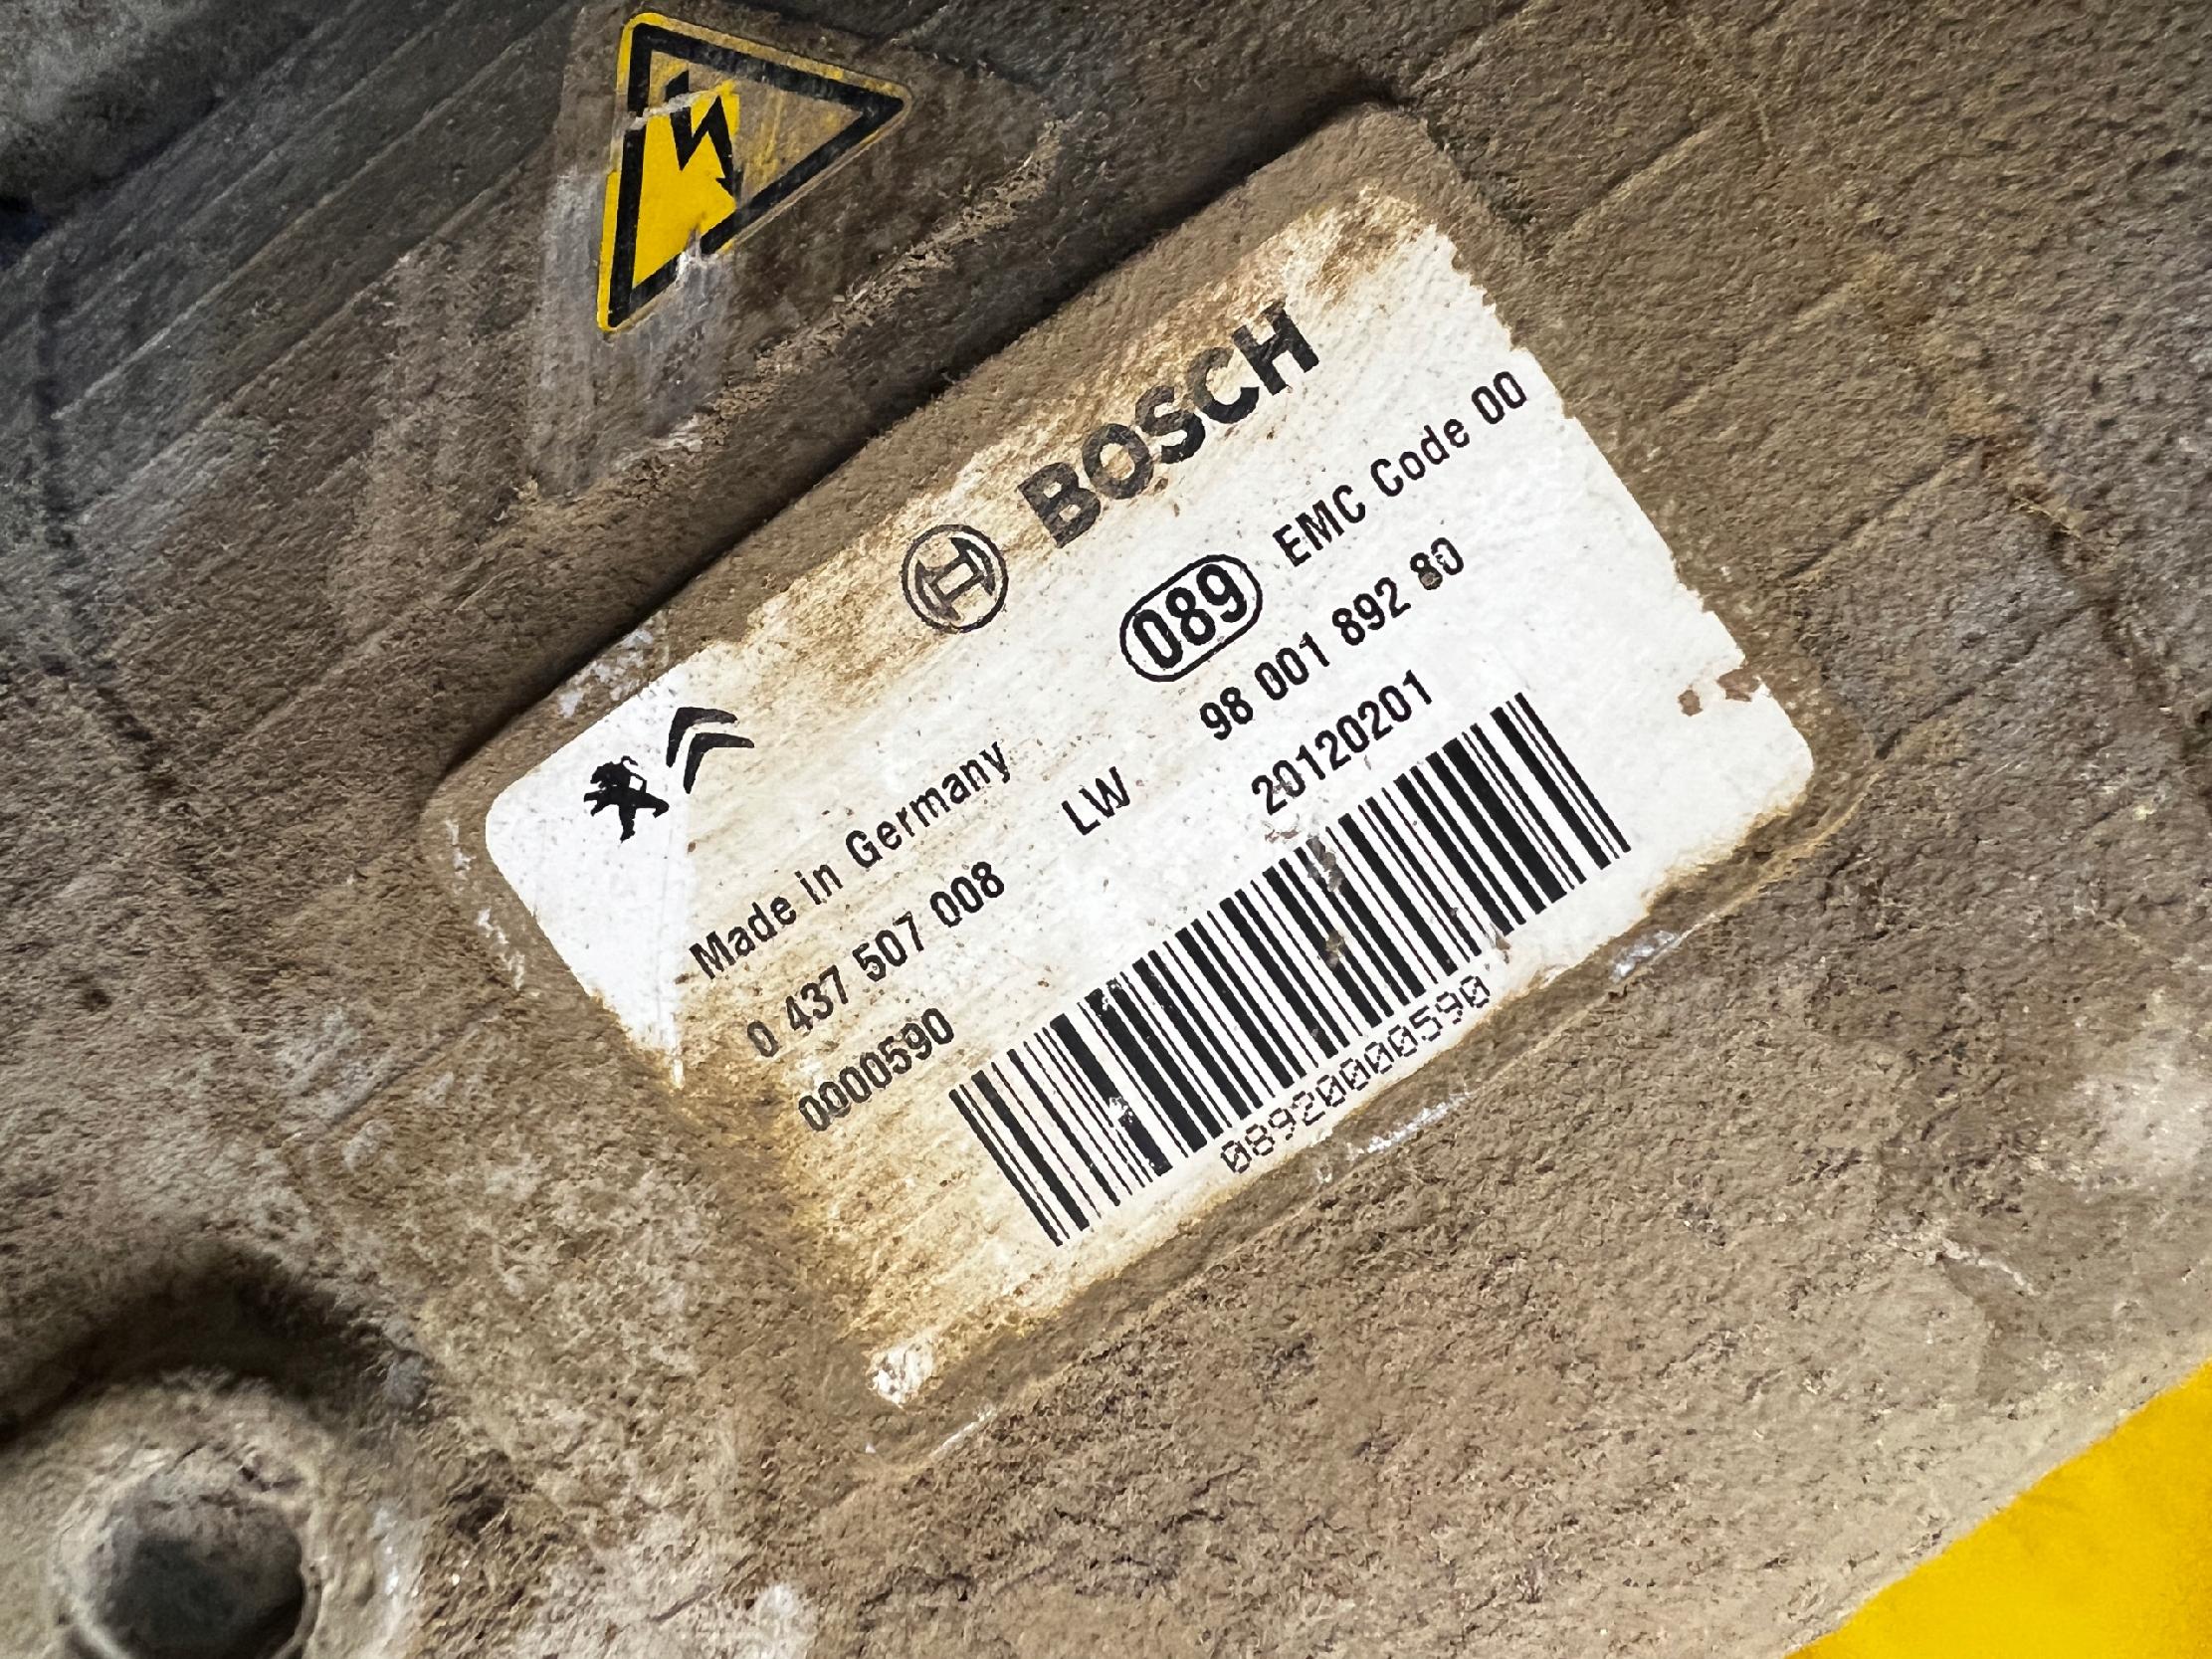 BOSCH
089 EMC Code 00
Made in Germany
0 437 507 008 LW 98 001 892 80
0000590 20120201
08920000590